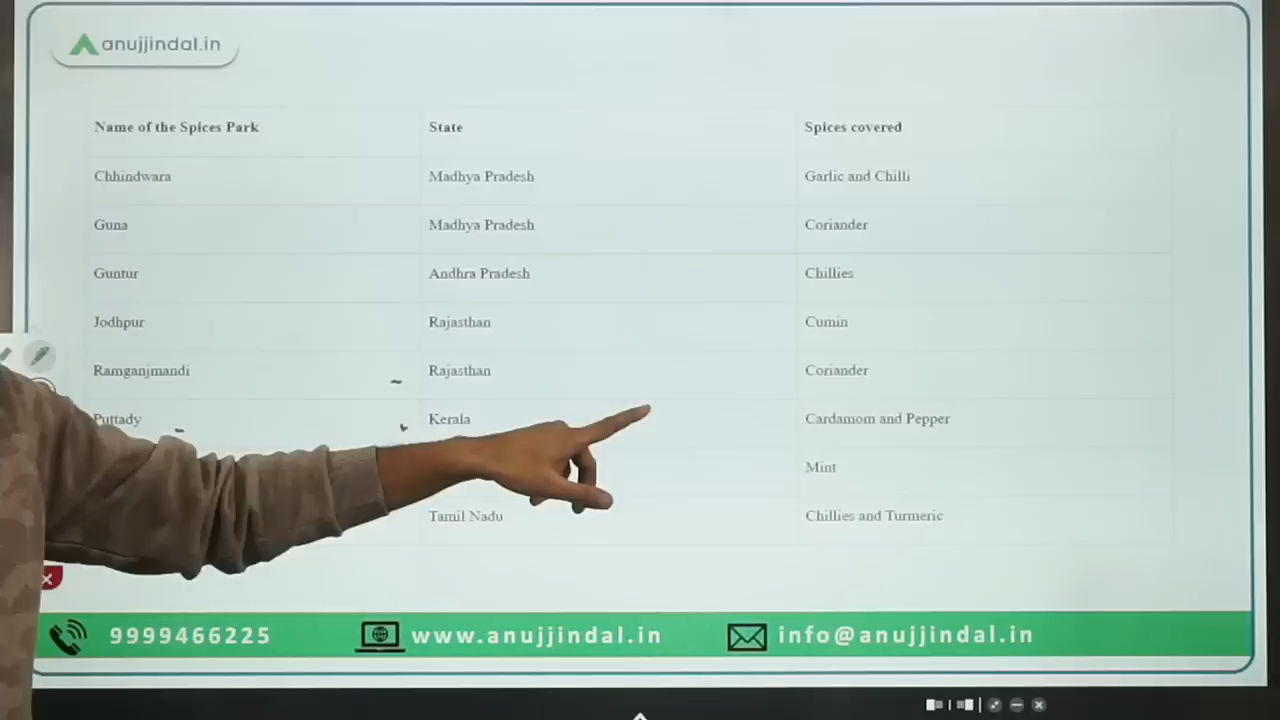 anujjindal.in
Name of the Spices Park State Spices covered
Chhindwara Madhya Pradesh Garlic and Chilli
Guna Madhya Pradesh Coriander
Guntur Andhra Pradesh Chillies
Jodhpur Rajasthan Cumin
Ramganjmandi Rajasthan Coriander
Puttady Kerala Cardamom and Pepper
Mint
Tamil Nadu Chillies and Turmeric
9999466225 www.anujjindal.in info@anujjindal.in